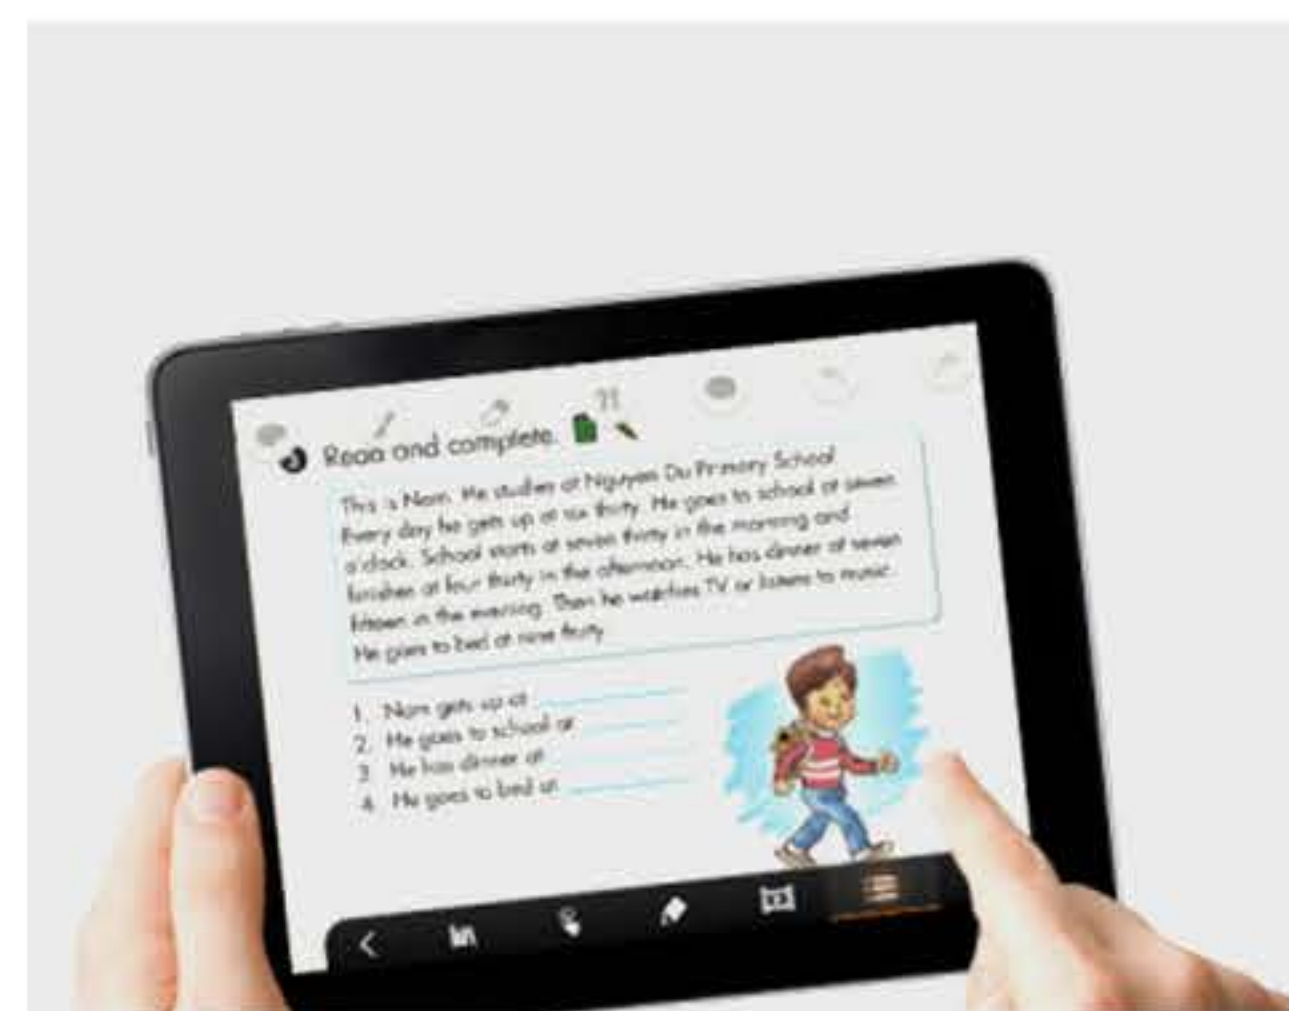 Read and complete.
This is Nam. He studies at Nguyen Du Primary School
Every day he gets up at six thirty. He goes to school at seven
o'clock. School starts at seven thirty in the morning and
finishes at four thirty in the afternoon. He has dinner at seven
fifteen in the evening. Then he watches TV or listens to music.
He goes to bed at nine thirty
1. Nam gets up at
2. He goes to school at
3. He has dinner at
4. He goes to bed at